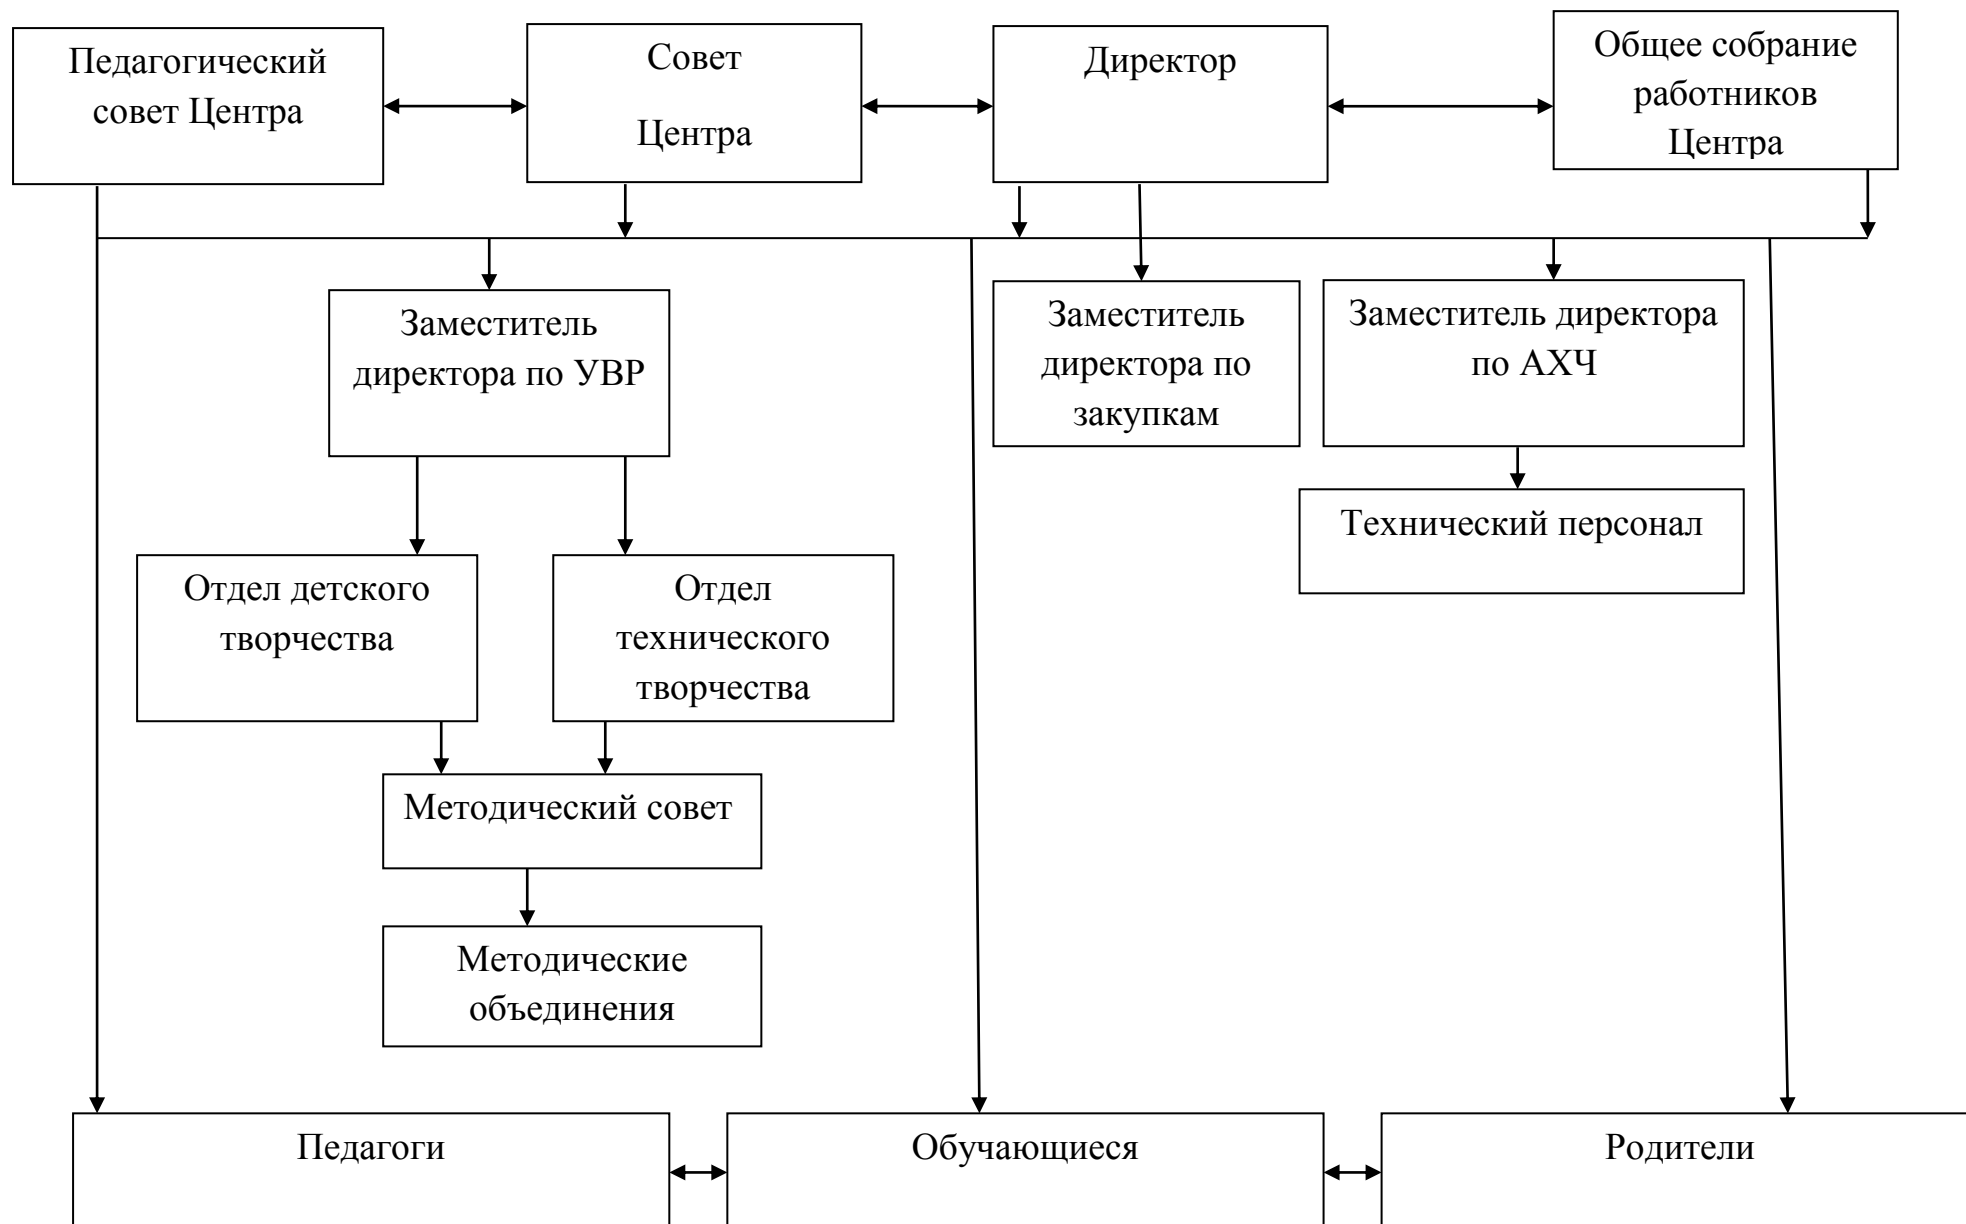 Педагогический
совет Центра
Совет
Центра
Директор
Общее собрание
работников
Центра
Заместитель
директора по УВР
Заместитель
директора по
закупкам
Заместитель директора
по АХЧ
Технический персонал
Отдел детского
творчества
Отдел
технического
творчества
Методический совет
Методические
объединения
Педагоги
Обучающиеся
Родители